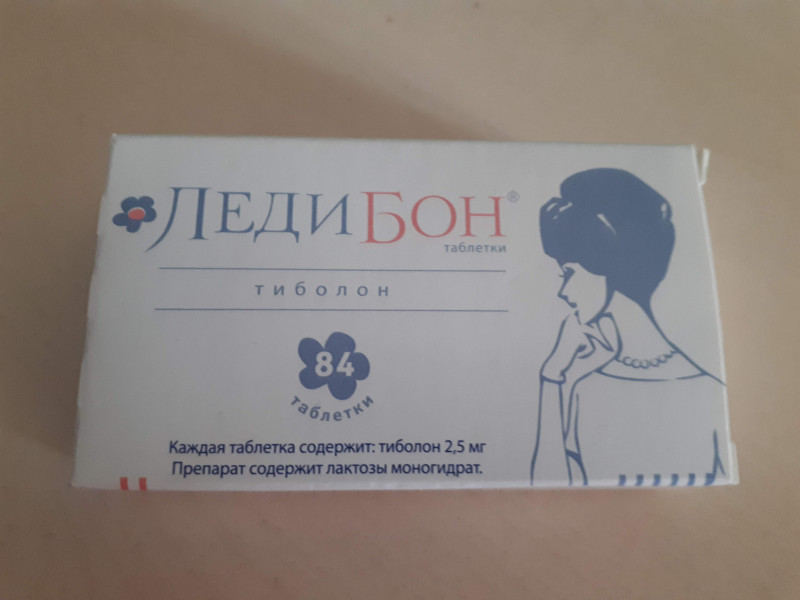 ЛЕДИБОН®
таблетки
тиболон
84
таблетки
Каждая таблетка содержит: тиболон 2,5 мг
Препарат содержит лактозы моногидрат.